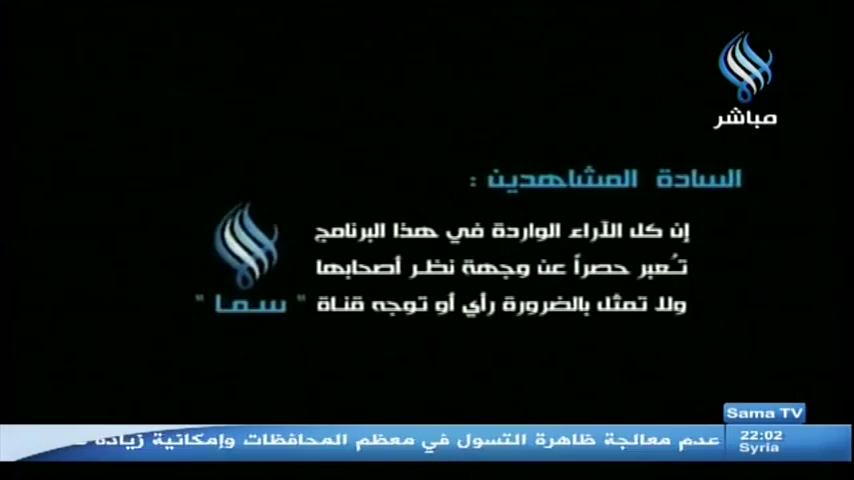 مباشر
السادة المشاهدين :
إن كل الآراء الواردة في هذا البرنامج
تُعبر حصراً عن وجهة نظر أصحابها
ولا تمثل بالضرورة رأي أو توجه قناة " سما "
Sama TV
22:02
Syria
عدم معالجة ظاهرة التسول في معظم المحافظات وإمكانية زيادة